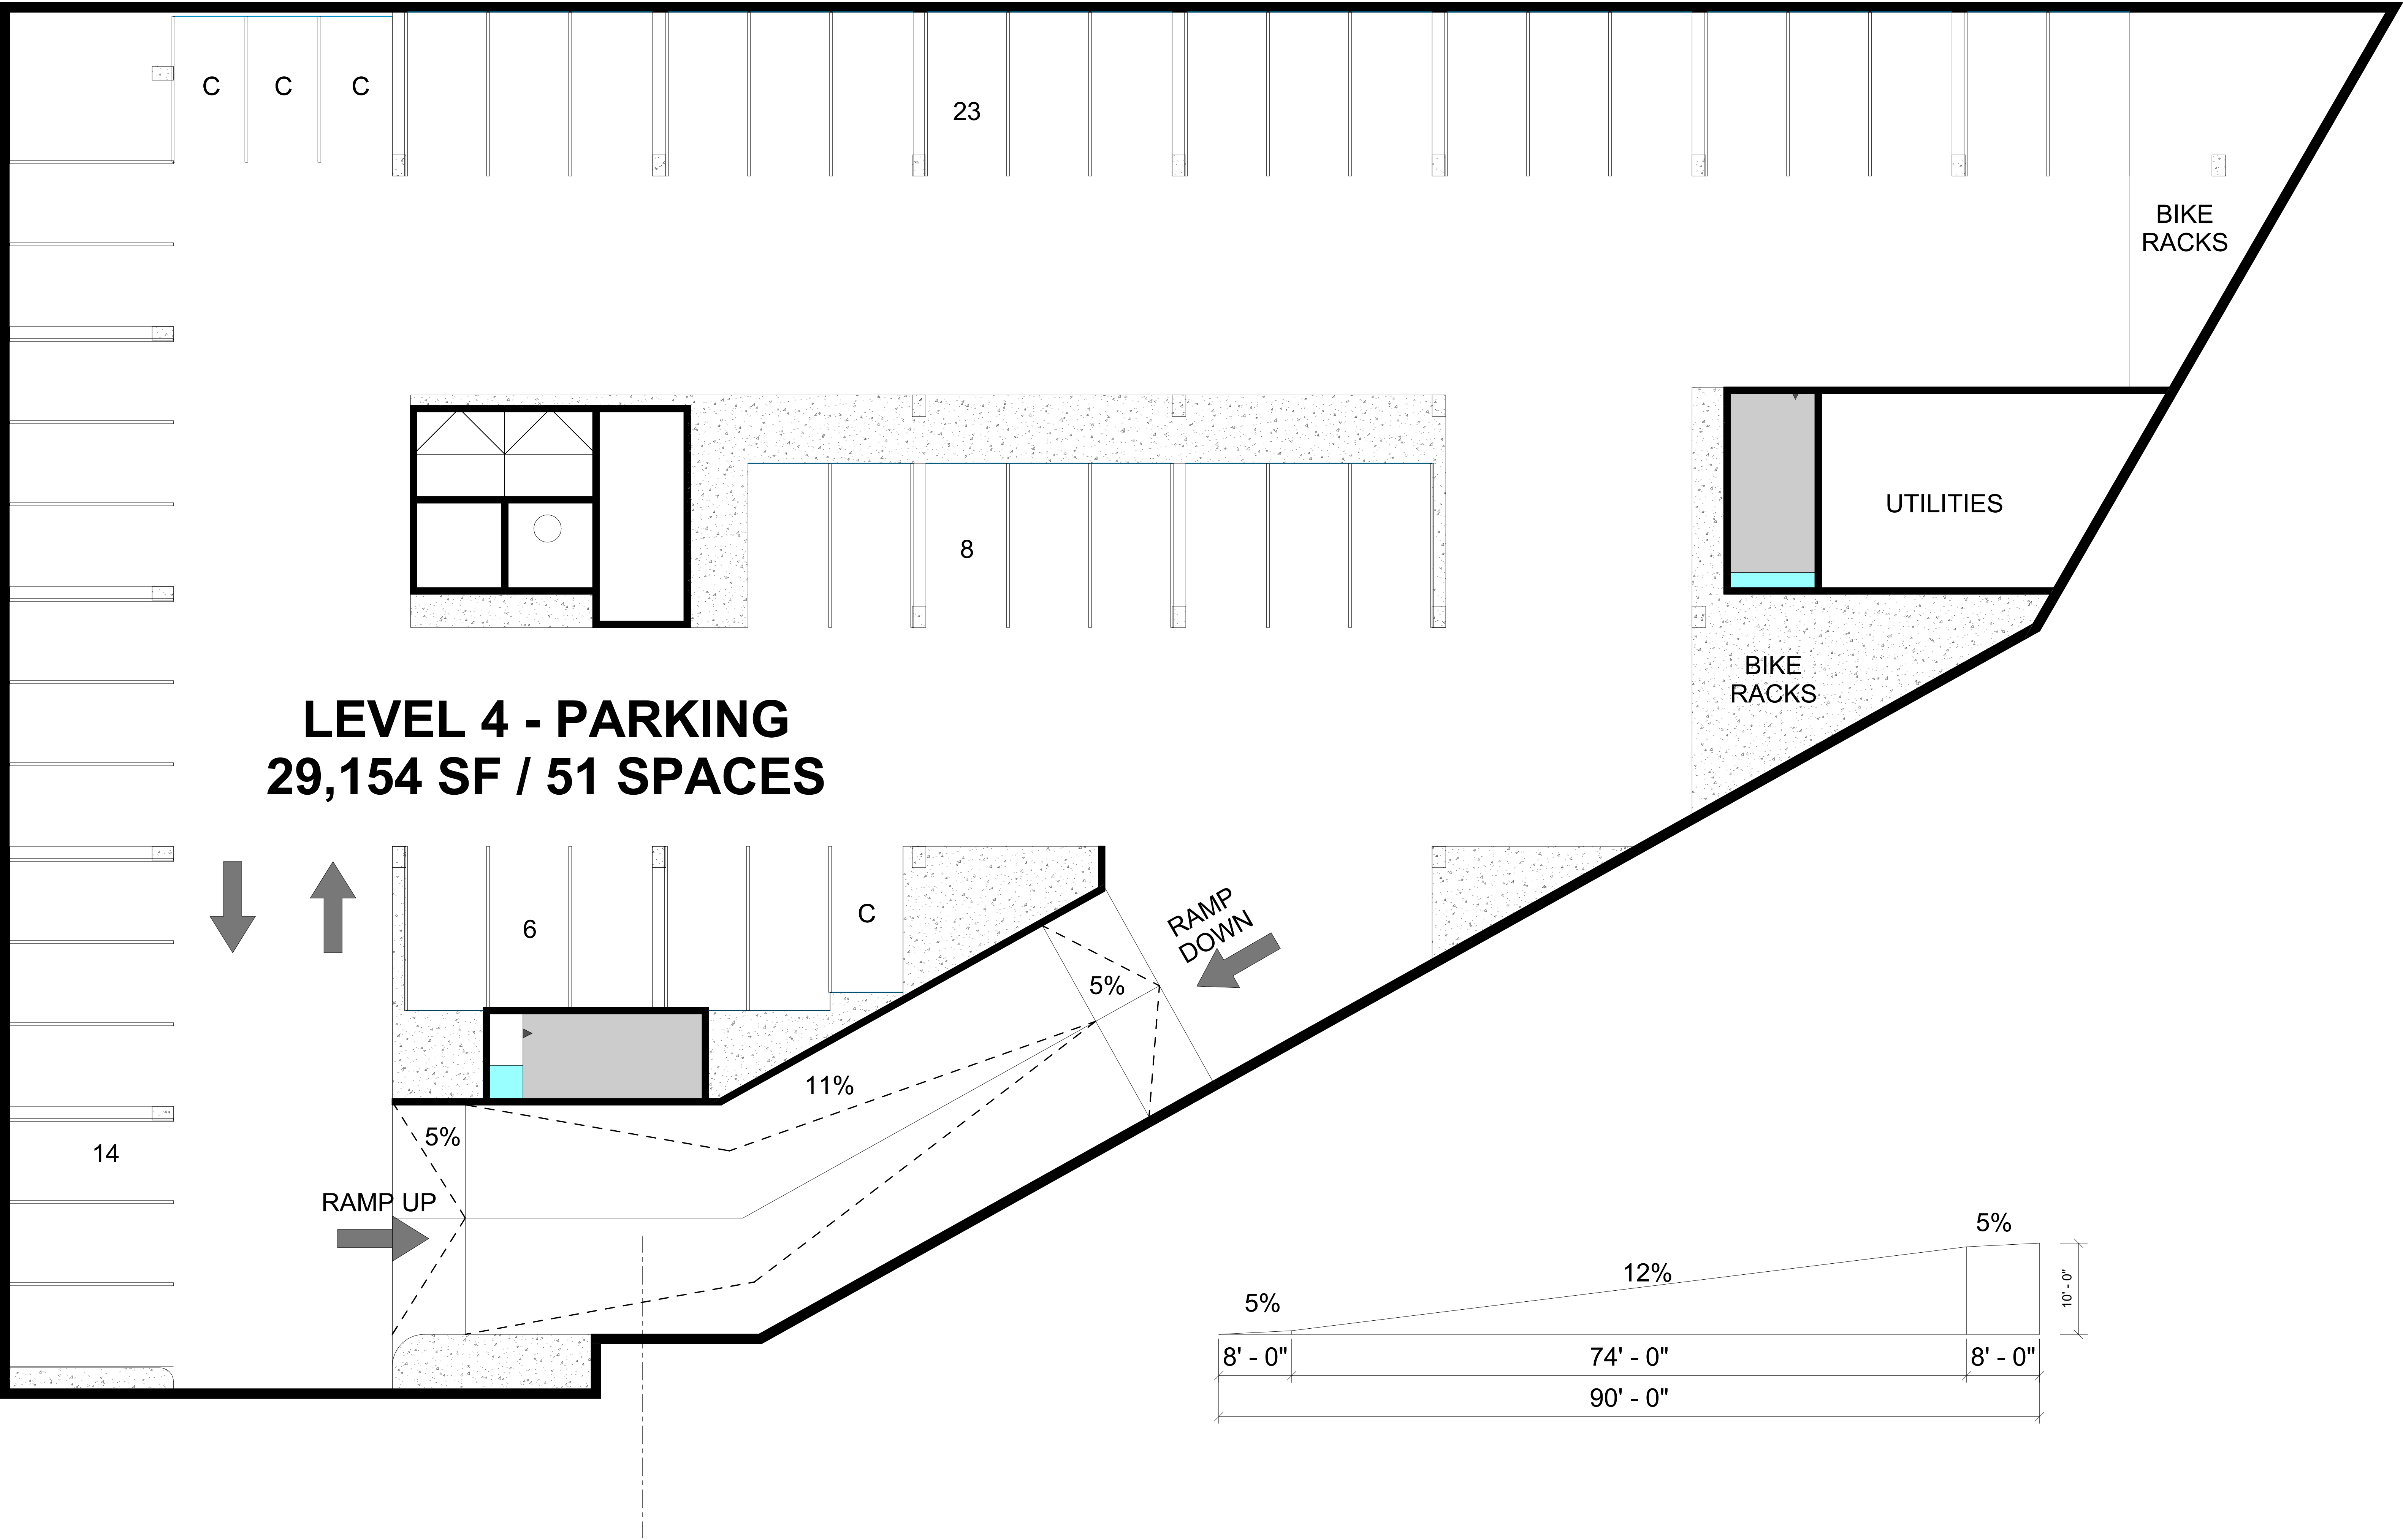 C
C
C
23
BIKE
RACKS
8
UTILITIES
BIKE
RACKS
LEVEL 4 - PARKING
29,154 SF / 51 SPACES
6
C
RAMP
DOWN
5%
11%
5%
14
RAMP UP
5%
12%
5%
10' - 0"
8' - 0"
74' - 0"
8' - 0"
90' - 0"